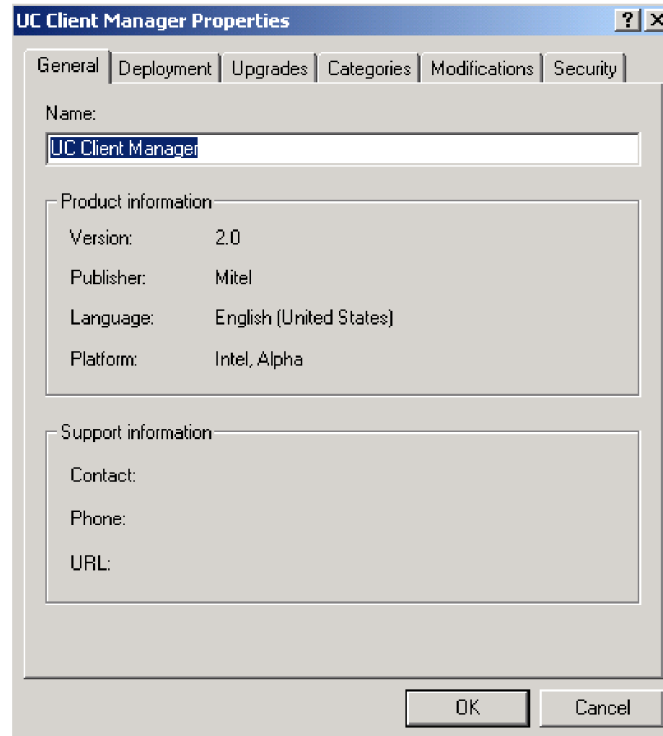 UC Client Manager Properties
General Deployment Upgrades Categories Modifications Security
Name:
UC Client Manager
Product information
Version: 2.0
Publisher: Mitel
Language: English (United States)
Platform: Intel, Alpha
Support information
Contact:
Phone:
URL:
OK Cancel